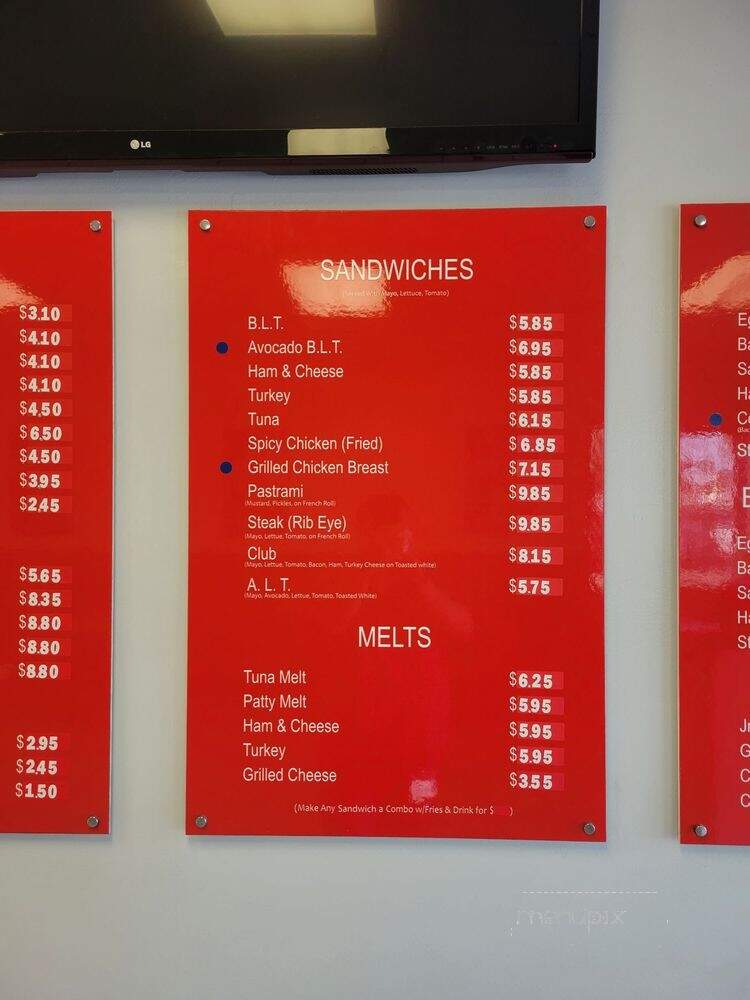 LG
$3.10
$4.10
$4.10
$4.10
$4.50
$6.50
$4.50
$3.95
$2.45
$5.65
$8.35
$8.80
$8.80
$8.80
$2.95
$2.45
$1.50
SANDWICHES
(Served with Mayo, Lettuce, Tomato)
B.L.T. $5.85
Avocado B.L.T. $6.95
Ham & Cheese $5.85
Turkey $5.85
Tuna $6.15
Spicy Chicken (Fried) $6.85
Grilled Chicken Breast $7.15
Pastrami $9.85
(Mustard, Pickles, on French Roll)
Steak (Rib Eye) $9.85
(Mayo, Lettue, Tomato, on French Roll)
Club $8.15
(Mayo, Lettue, Tomato, Bacon, Ham, Turkey Cheese on Toasted white)
A. L. T. $5.75
(Mayo, Avocado, Lettue, Tomato, Toasted White)
MELTS
Tuna Melt $6.25
Patty Melt $5.95
Ham & Cheese $5.95
Turkey $5.95
Grilled Cheese $3.55
(Make Any Sandwich a Combo w/Fries & Drink for $ )
menupix